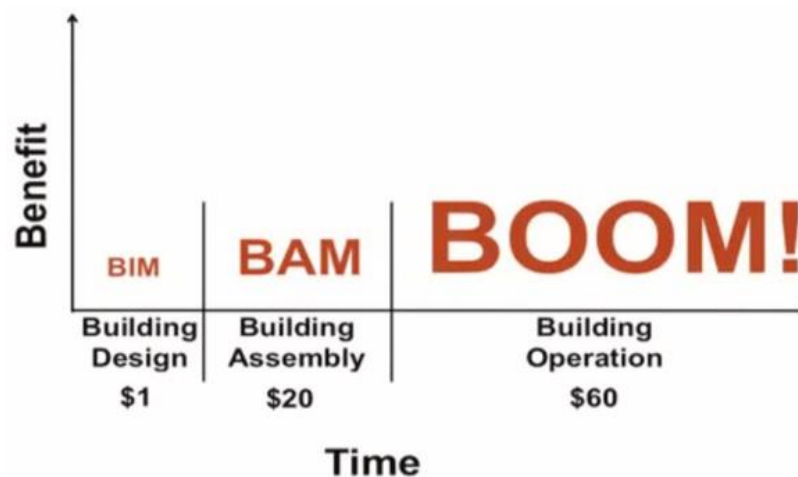 Benefit
BIM
BAM
BOOM!
Building
Design
$1
Building
Assembly
$20
Building
Operation
$60
Time